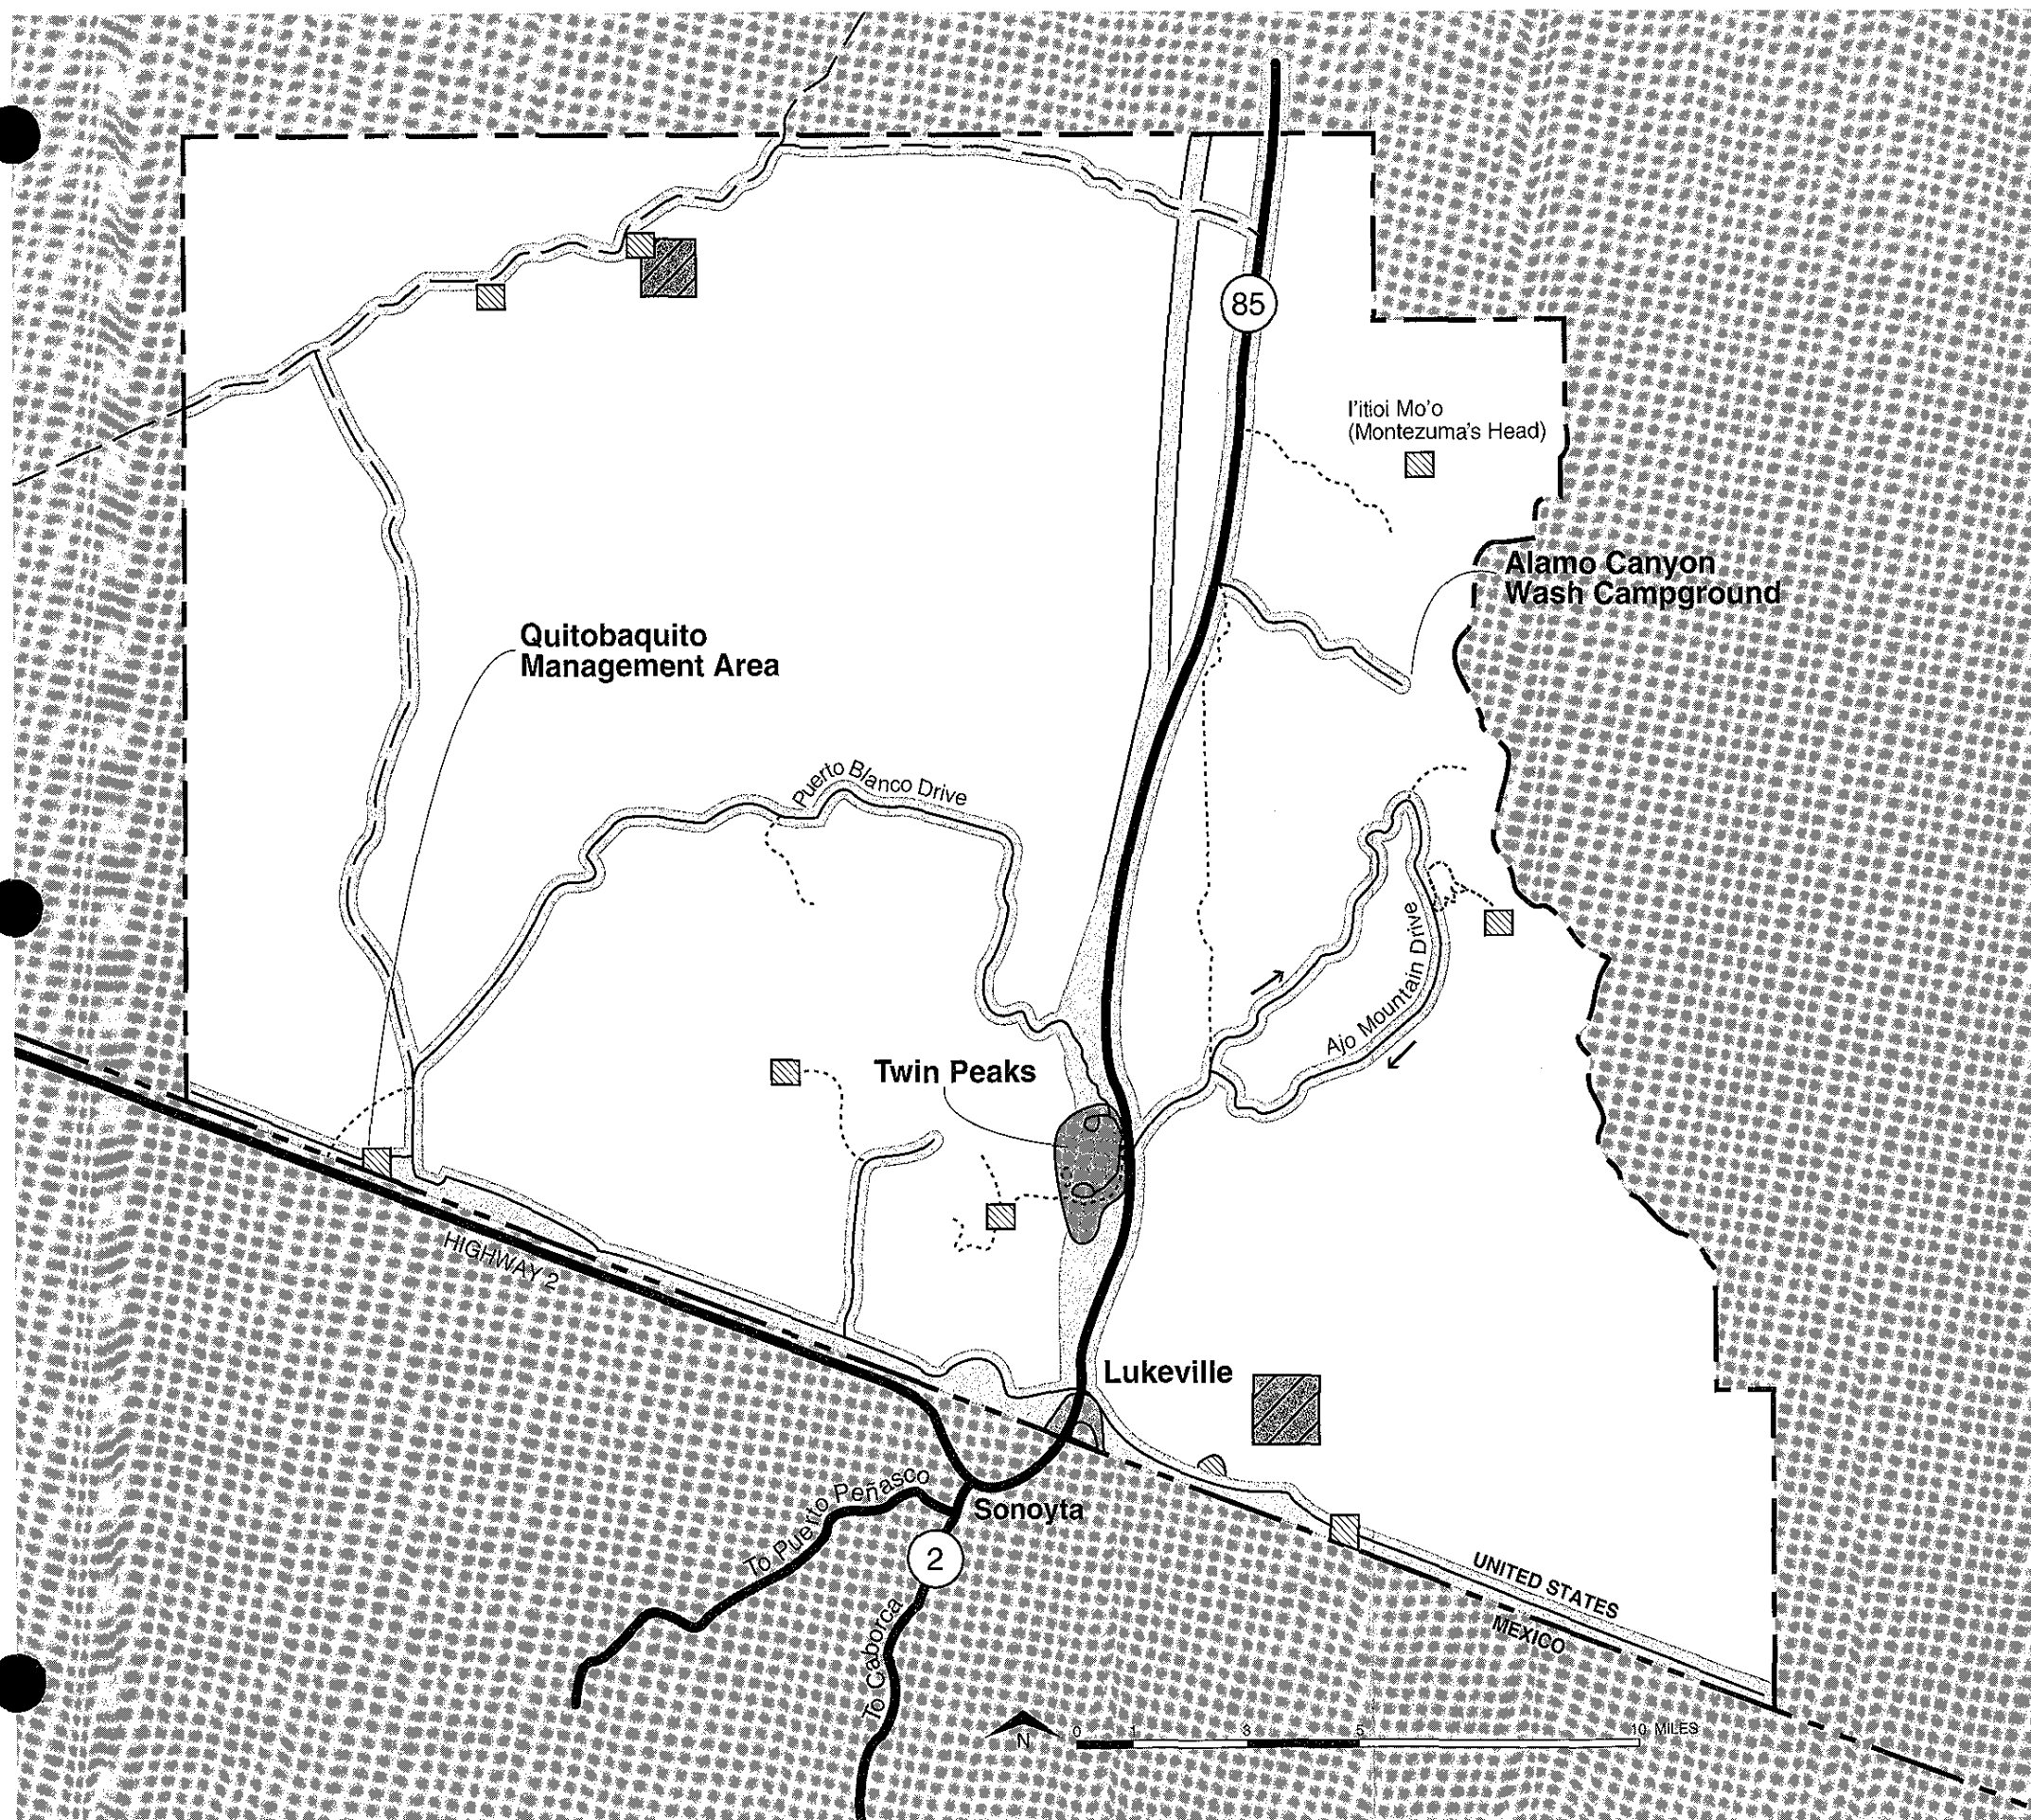 85
I'itioi Mo'o
(Montezuma's Head)
Alamo Canyon
Wash Campground
Quitobaquito
Management Area
Puerto Blanco Drive
Ajo Mountain Drive
Twin Peaks
HIGHWAY 2
Lukeville
To Puerto Peñasco
Sonoyta
2
To Caborca
UNITED STATES
MEXICO
N
0 1 3 5 10 MILES